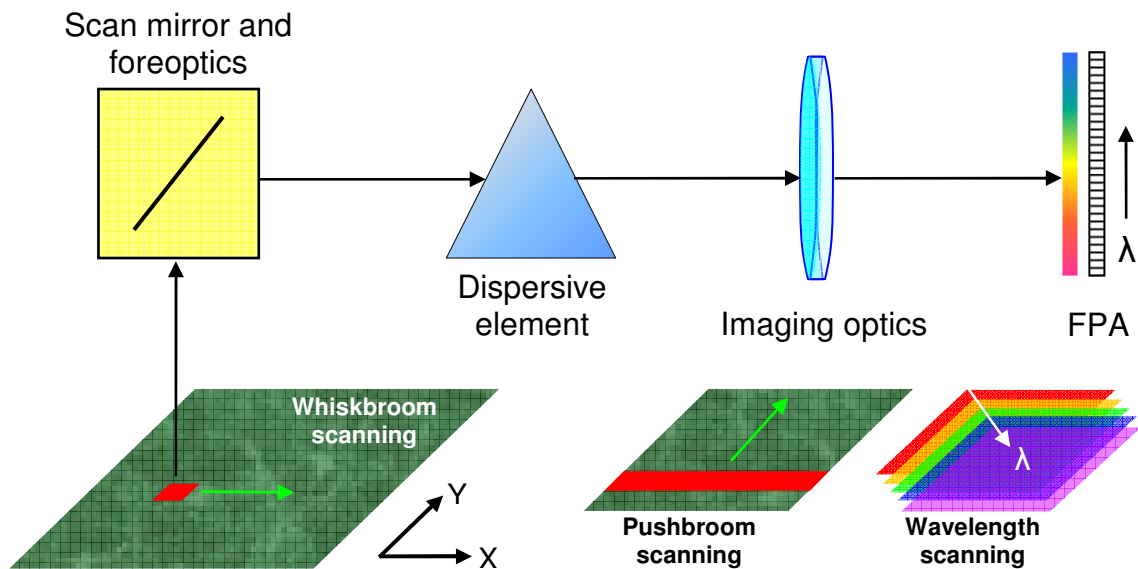 Scan mirror and
foreoptics
Dispersive
element
Imaging optics
λ
FPA
Whiskbroom
scanning
Y
X
Pushbroom
scanning
λ
Wavelength
scanning